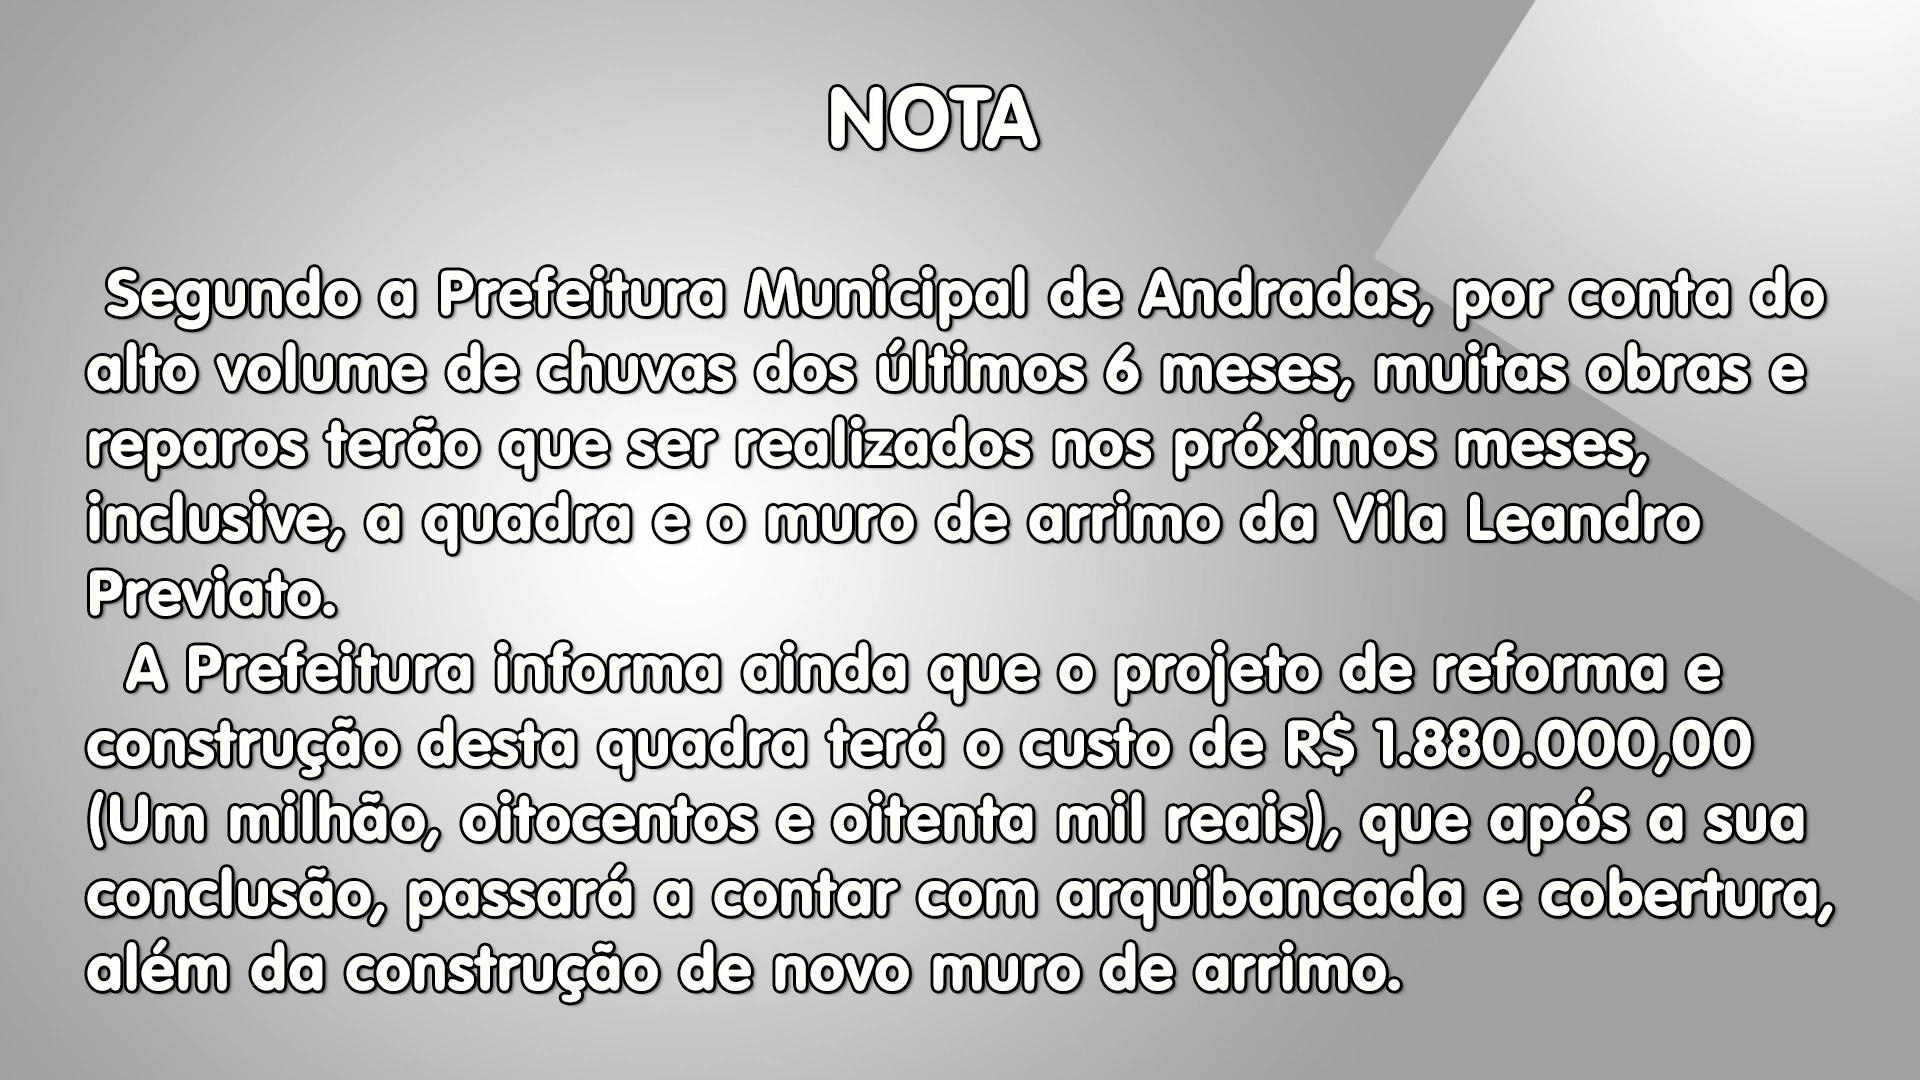 NOTA
Segundo a Prefeitura Municipal de Andradas, por conta do
alto volume de chuvas dos últimos 6 meses, muitas obras e
reparos terão que ser realizados nos próximos meses,
inclusive, a quadra e o muro de arrimo da Vila Leandro
Previato.
A Prefeitura informa ainda que o projeto de reforma e
construção desta quadra terá o custo de R$ 1.880.000,00
(Um milhão, oitocentos e oitenta mil reais), que após a sua
conclusão, passará a contar com arquibancada e cobertura,
além da construção de novo muro de arrimo.